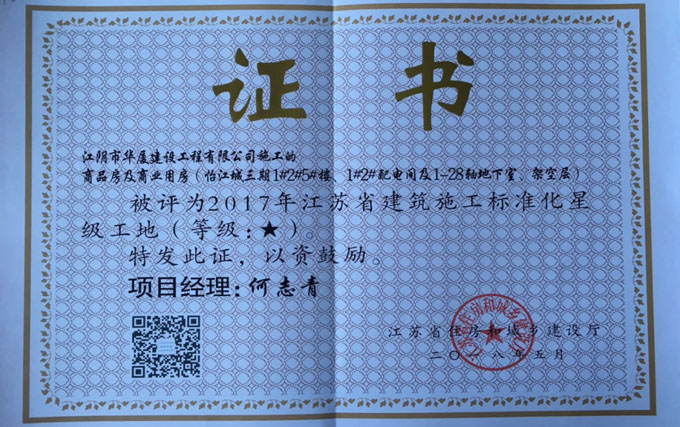 证书
江阴市华厦建设工程有限公司施工的
商品房及商业用房（怡江城三期1#2#5#楼、1#2#配电间及1-28轴地下室、架空层）
被评为2017年江苏省建筑施工标准化星
级工地（等级:★）。
特发此证，以资鼓励。
项目经理:何志青
江苏省住房和城乡建设厅
二〇一八年五月